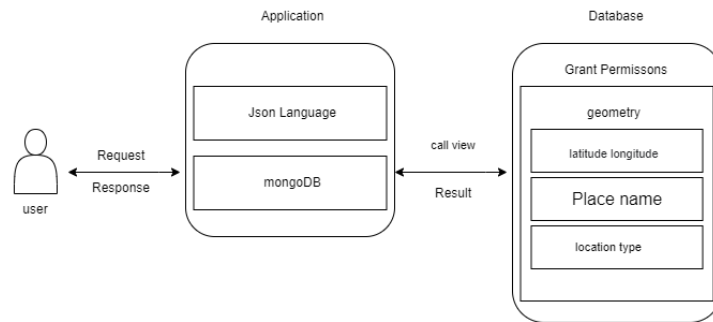 Application
Database
Grant Permissons
Json Language
geometry
Request
call view
latitude longitude
Response
mongoDB
Result
Place name
user
location type